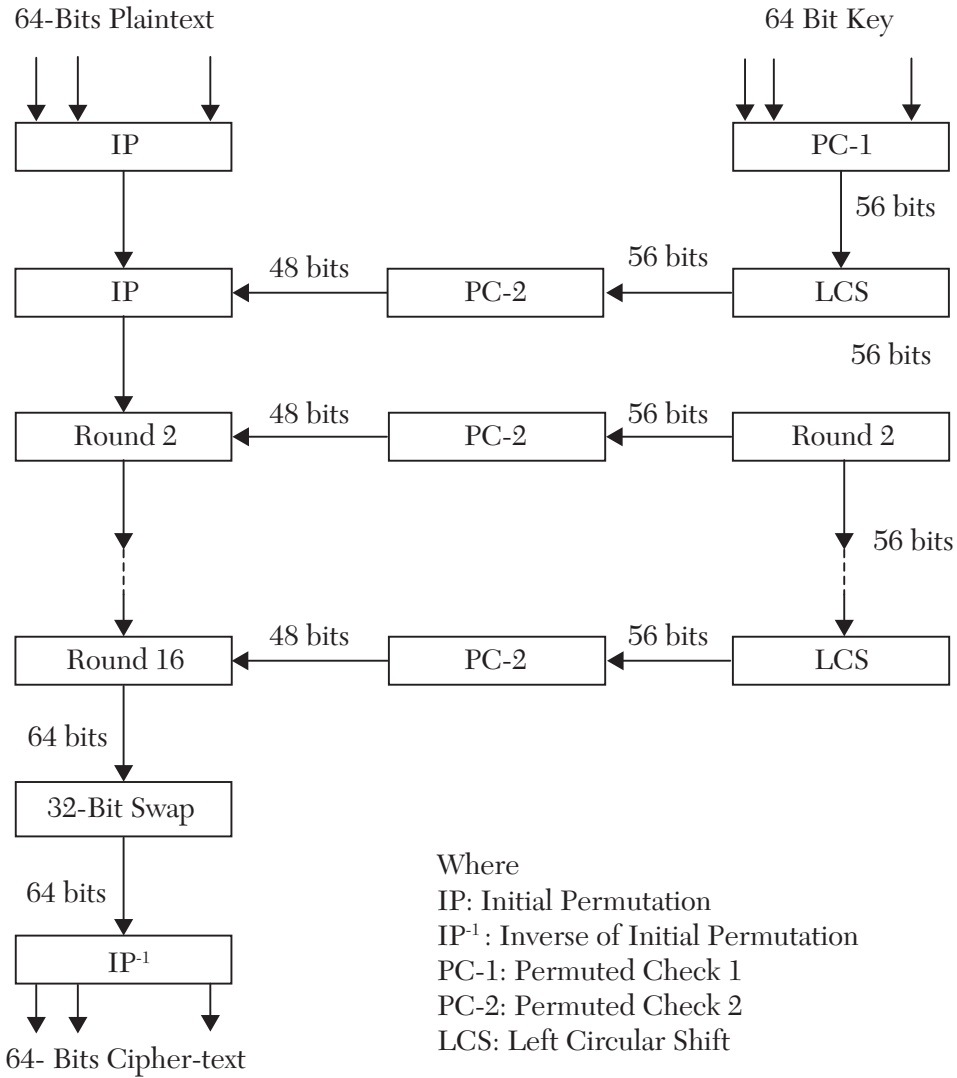 64-Bits Plaintext
64 Bit Key
IP
PC-1
56 bits
IP
48 bits
PC-2
56 bits
LCS
56 bits
Round 2
48 bits
PC-2
56 bits
Round 2
56 bits
Round 16
48 bits
PC-2
56 bits
LCS
64 bits
32-Bit Swap
64 bits
IP-1
64- Bits Cipher-text
Where
IP: Initial Permutation
IP-1 : Inverse of Initial Permutation
PC-1: Permuted Check 1
PC-2: Permuted Check 2
LCS: Left Circular Shift